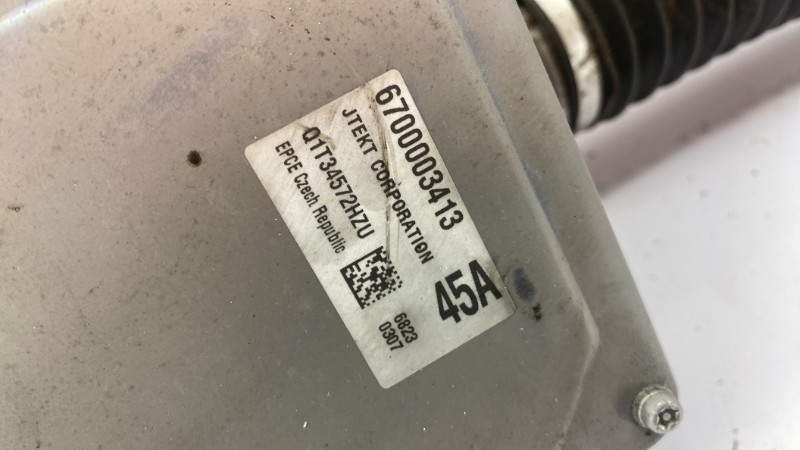 6700003413
JTEKT CORPORATION
Q1T34572HZU
EPCE Czech Republic
45A
6823
0307